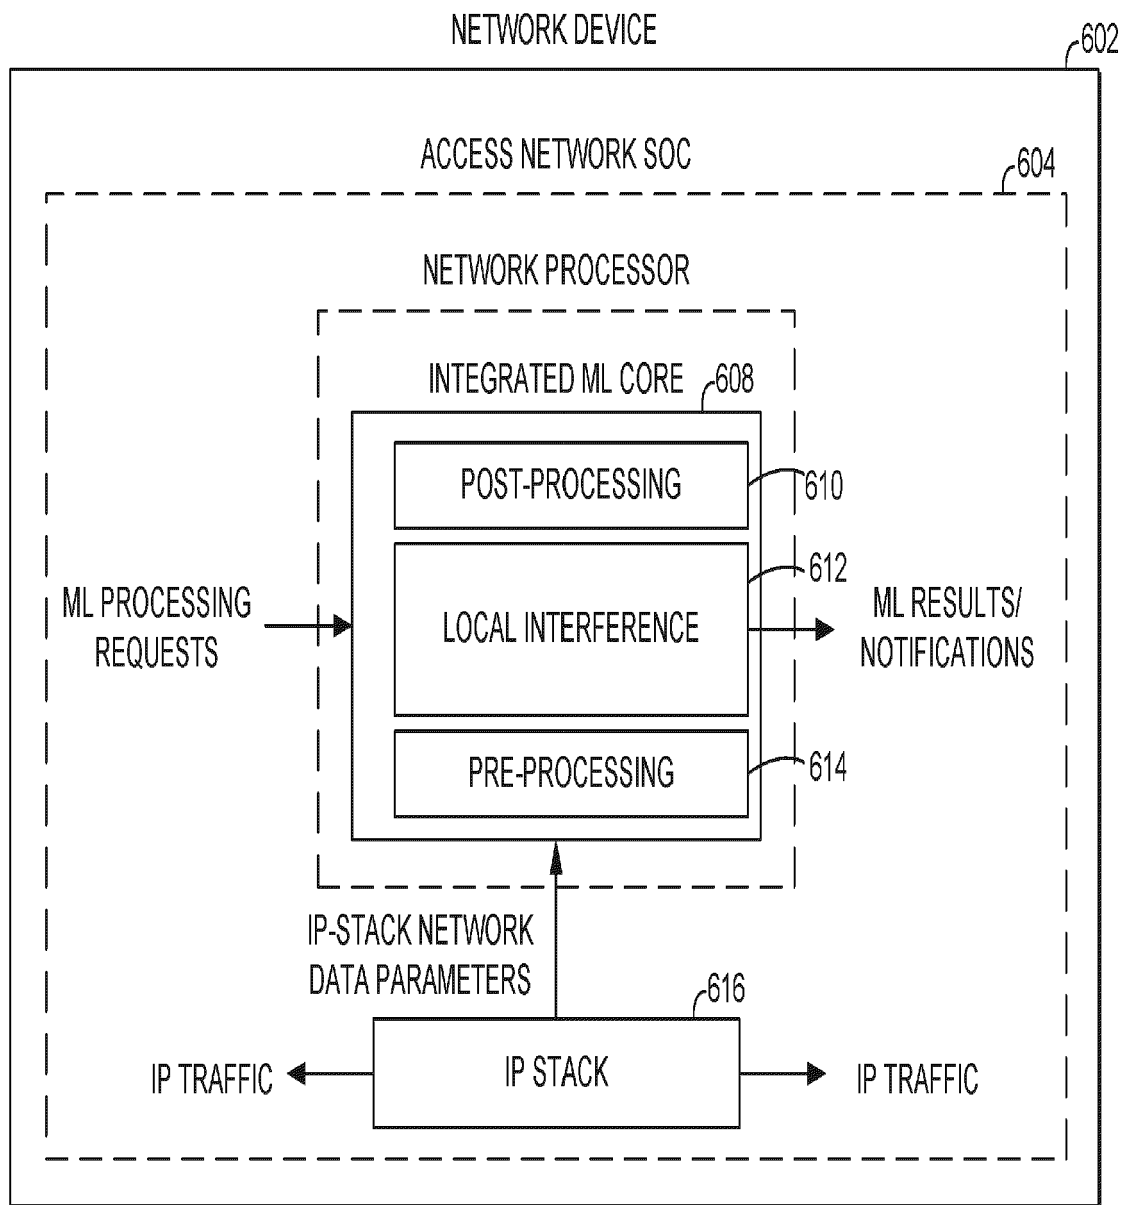 NETWORK DEVICE
602
ACCESS NETWORK SOC
604
NETWORK PROCESSOR
INTEGRATED ML CORE
608
POST-PROCESSING
610
ML PROCESSING
REQUESTS
LOCAL INTERFERENCE
612
ML RESULTS/
NOTIFICATIONS
PRE-PROCESSING
614
IP-STACK NETWORK
DATA PARAMETERS
616
IP TRAFFIC
IP STACK
IP TRAFFIC